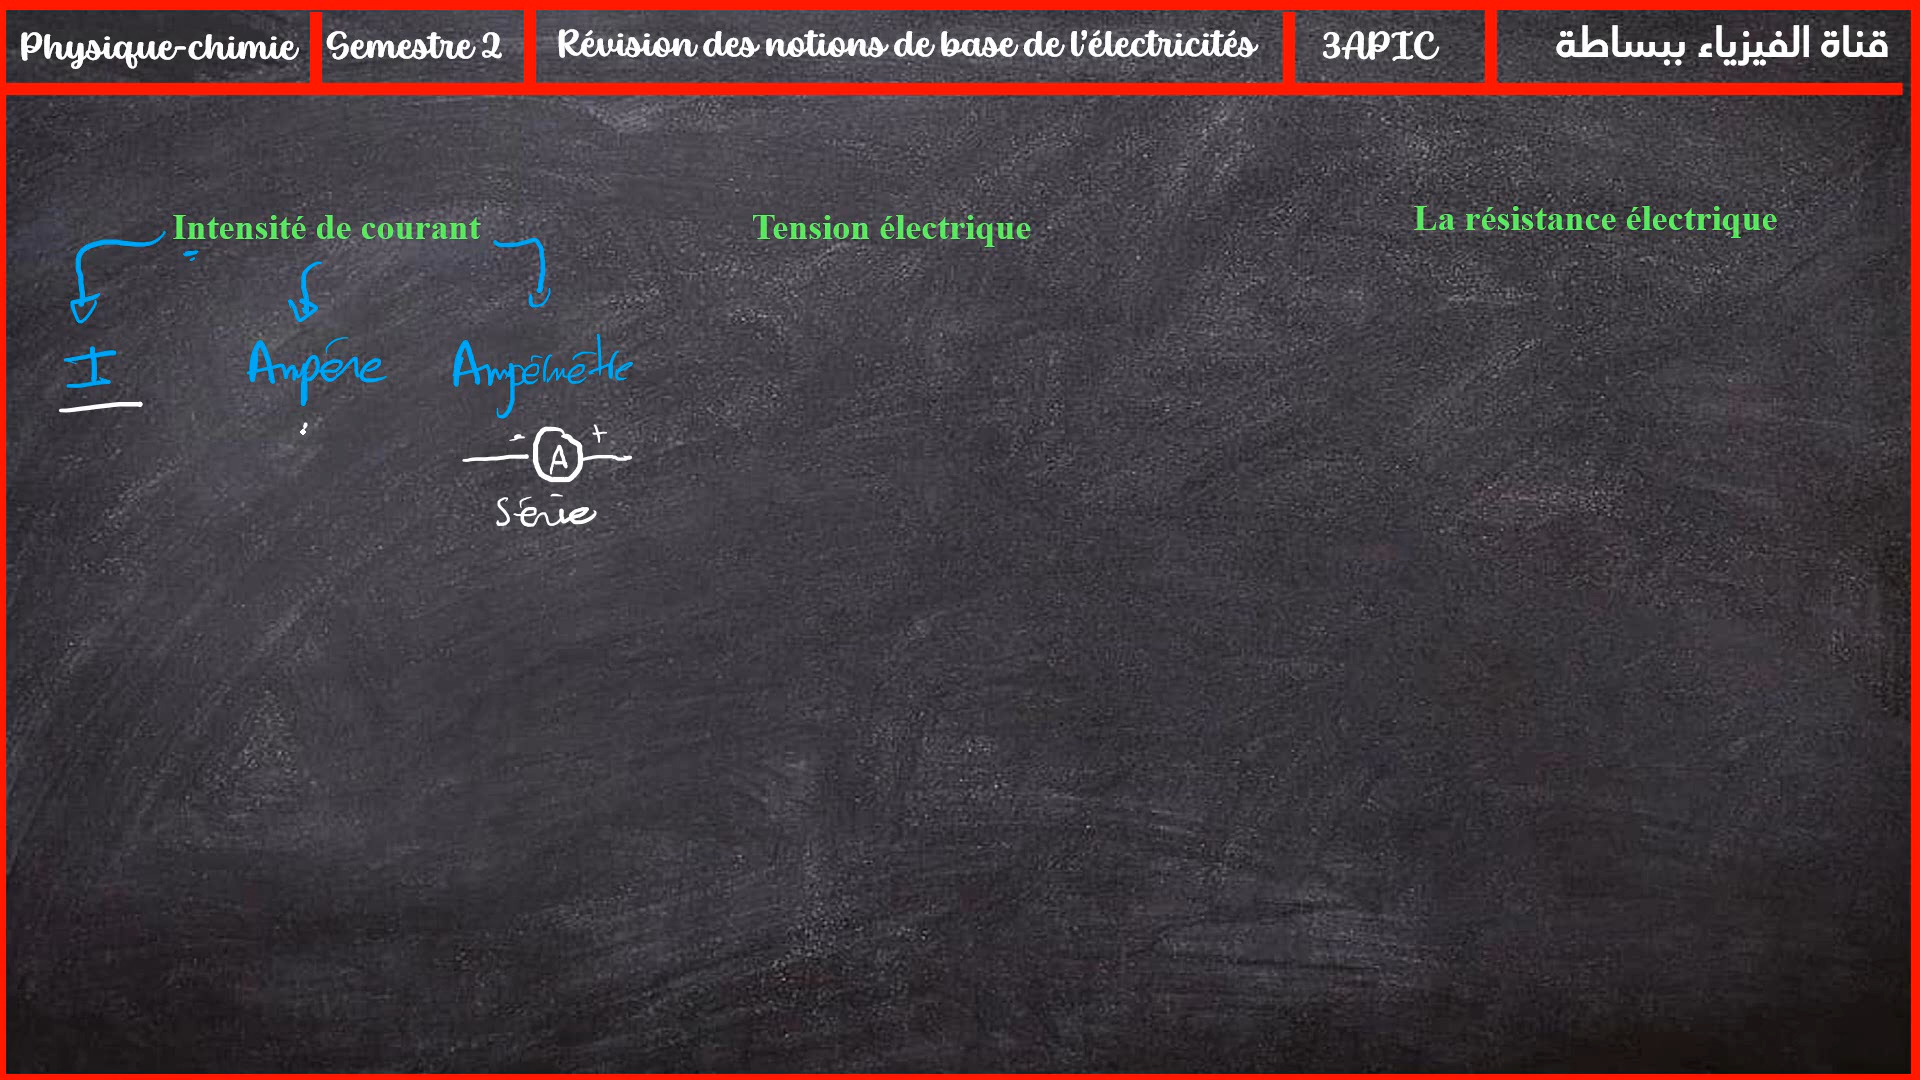 Physique-chimie
Semestre 2
Révision des notions de base de l'électricités
3APIC
قناة الفيزياء ببساطة
Intensité de courant
Tension électrique
La résistance électrique
I
Ampère
Ampèrmètre
- A +
Série